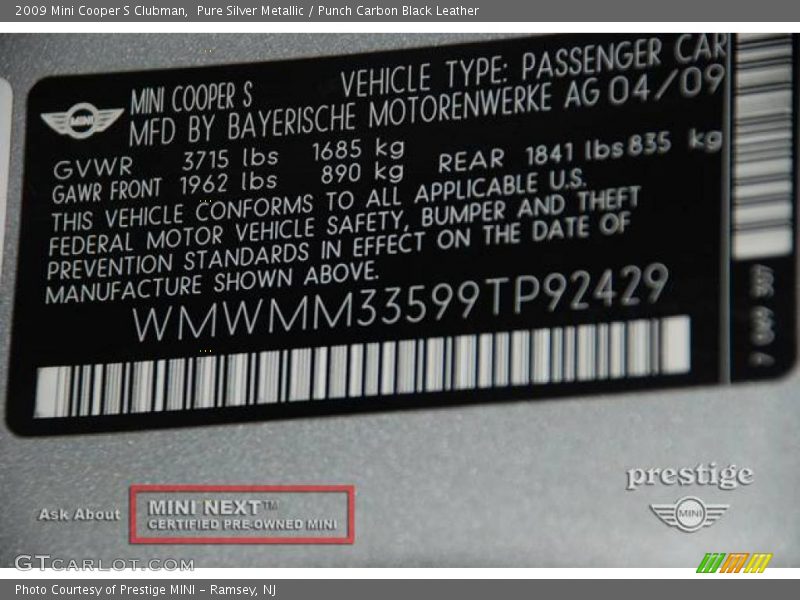 2009 Mini Cooper S Clubman,  Pure Silver Metallic / Punch Carbon Black Leather
MINI
MINI COOPER S VEHICLE TYPE: PASSENGER CAR
MFD BY BAYERISCHE MOTORENWERKE AG 04/09
GVWR 3715 lbs 1685 kg
GAWR FRONT 1962 lbs 890 kg REAR 1841 lbs 835 kg
THIS VEHICLE CONFORMS TO ALL APPLICABLE U.S.
FEDERAL MOTOR VEHICLE SAFETY, BUMPER AND THEFT
PREVENTION STANDARDS IN EFFECT ON THE DATE OF
MANUFACTURE SHOWN ABOVE.
WMWMM33599TP92429
prestige
MINI
Ask About MINI NEXT™
CERTIFIED PRE-OWNED MINI
GTCARLOT.COM
Photo Courtesy of Prestige MINI – Ramsey, NJ